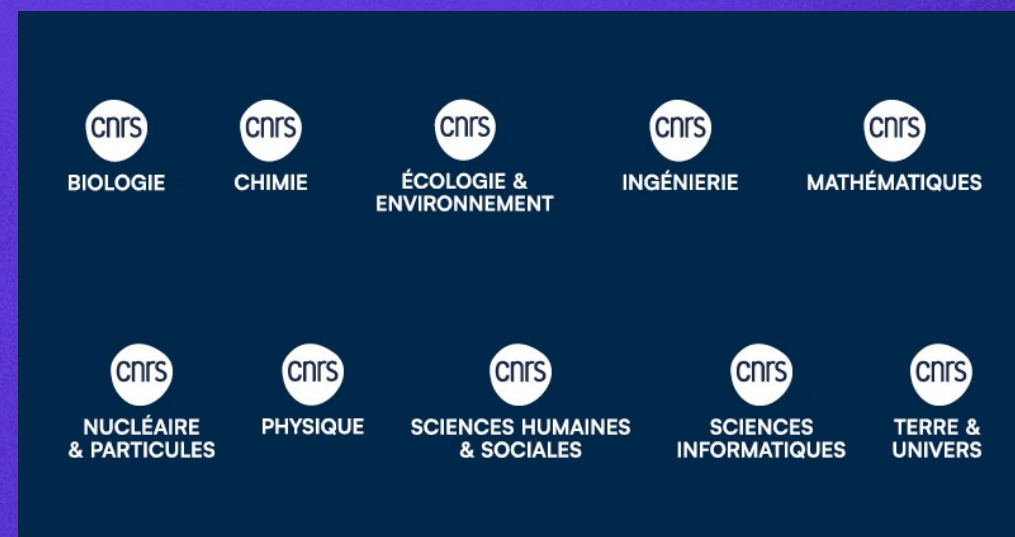 cnrs
BIOLOGIE
cnrs
CHIMIE
cnrs
ÉCOLOGIE &
ENVIRONNEMENT
cnrs
INGÉNIERIE
cnrs
MATHÉMATIQUES
cnrs
NUCLÉAIRE
& PARTICULES
cnrs
PHYSIQUE
cnrs
SCIENCES HUMAINES
& SOCIALES
cnrs
SCIENCES
INFORMATIQUES
cnrs
TERRE &
UNIVERS